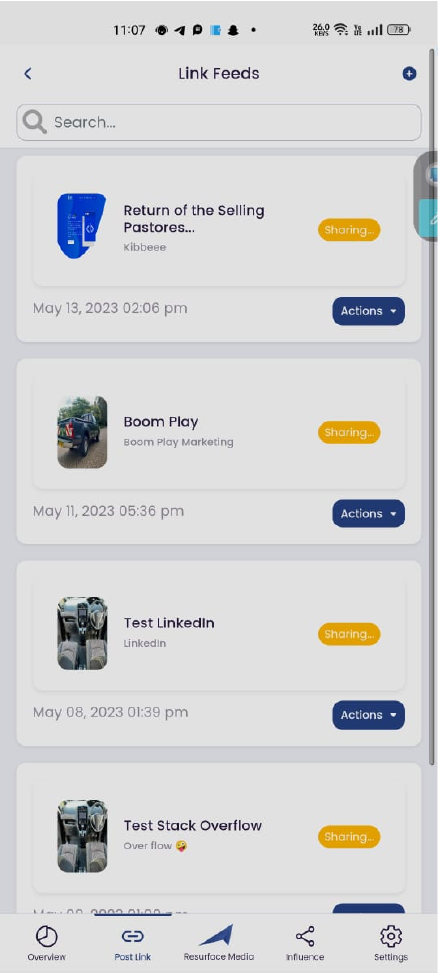 11:07
26.0 KB/S
78
Link Feeds
Search...
Return of the Selling
Pastores...
Kibbeee
Sharing...
May 13, 2023 02:06 pm
Actions
Boom Play
Boom Play Marketing
Sharing...
May 11, 2023 05:36 pm
Actions
Test LinkedIn
LinkedIn
Sharing...
May 08, 2023 01:39 pm
Actions
Test Stack Overflow
Over flow 🤪
Sharing...
Overview
Post Link
Resurface Media
Influence
Settings